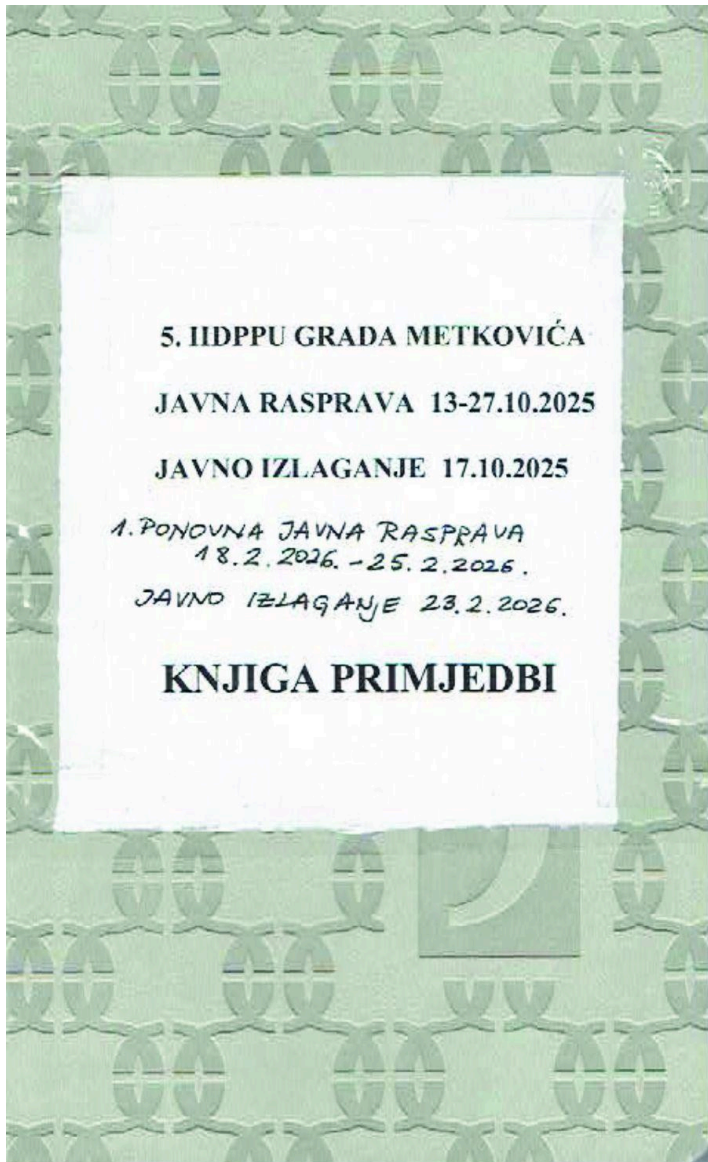 5. IIDPPU GRADA METKOVIĆA
JAVNA RASPRAVA 13-27.10.2025
JAVNO IZLAGANJE 17.10.2025
1. PONOVNA JAVNA RASPRAVA
18.2.2026. - 25.2.2026.
JAVNO IZLAGANJE 23.2.2026.
KNJIGA PRIMJEDBI